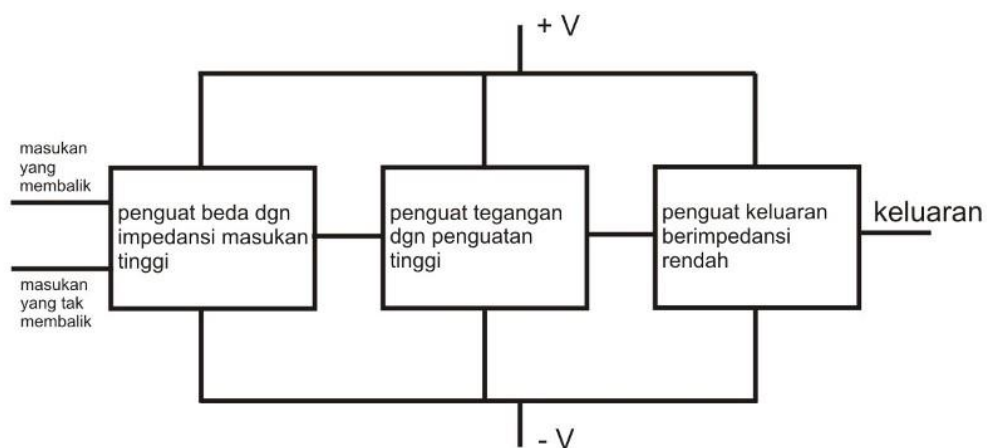 + V
masukan
yang
membalik
masukan
yang tak
membalik
penguat beda dgn
impedansi masukan
tinggi
penguat tegangan
dgn penguatan
tinggi
penguat keluaran
berimpedansi
rendah
keluaran
- V